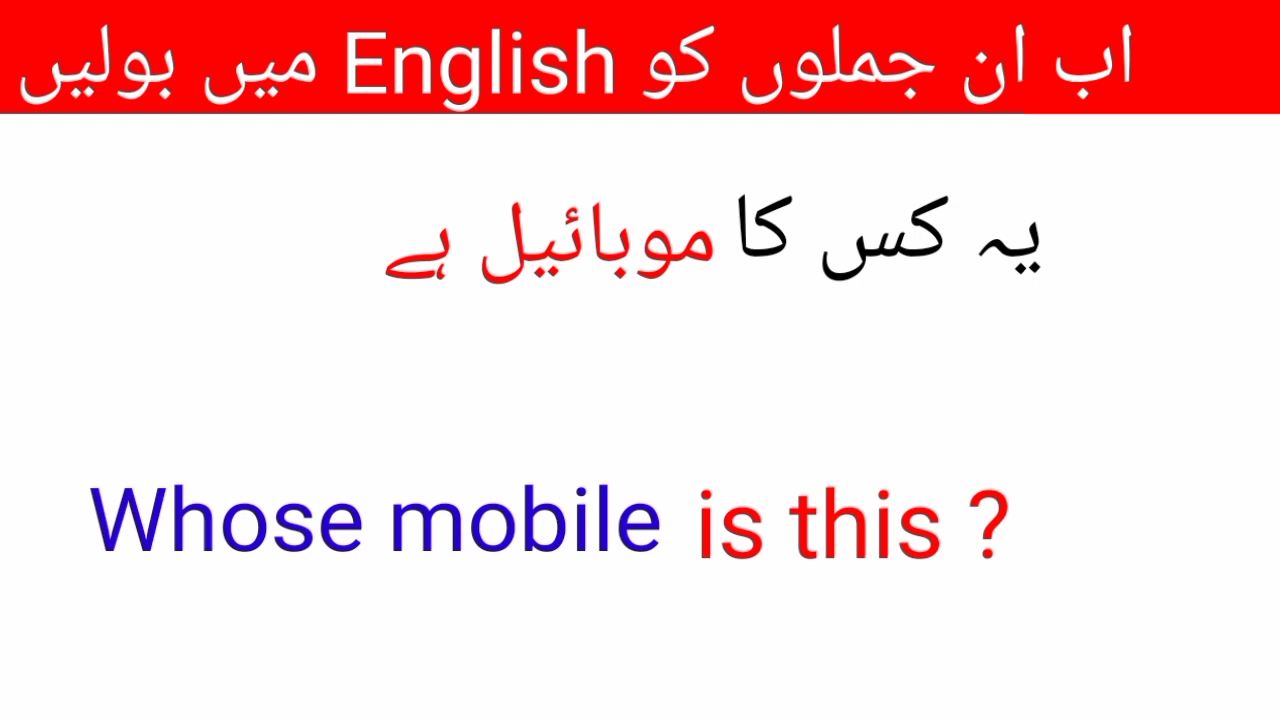 اب ان جملوں کو English میں بولیں
یہ کس کا موبائیل ہے
Whose mobile is this ?